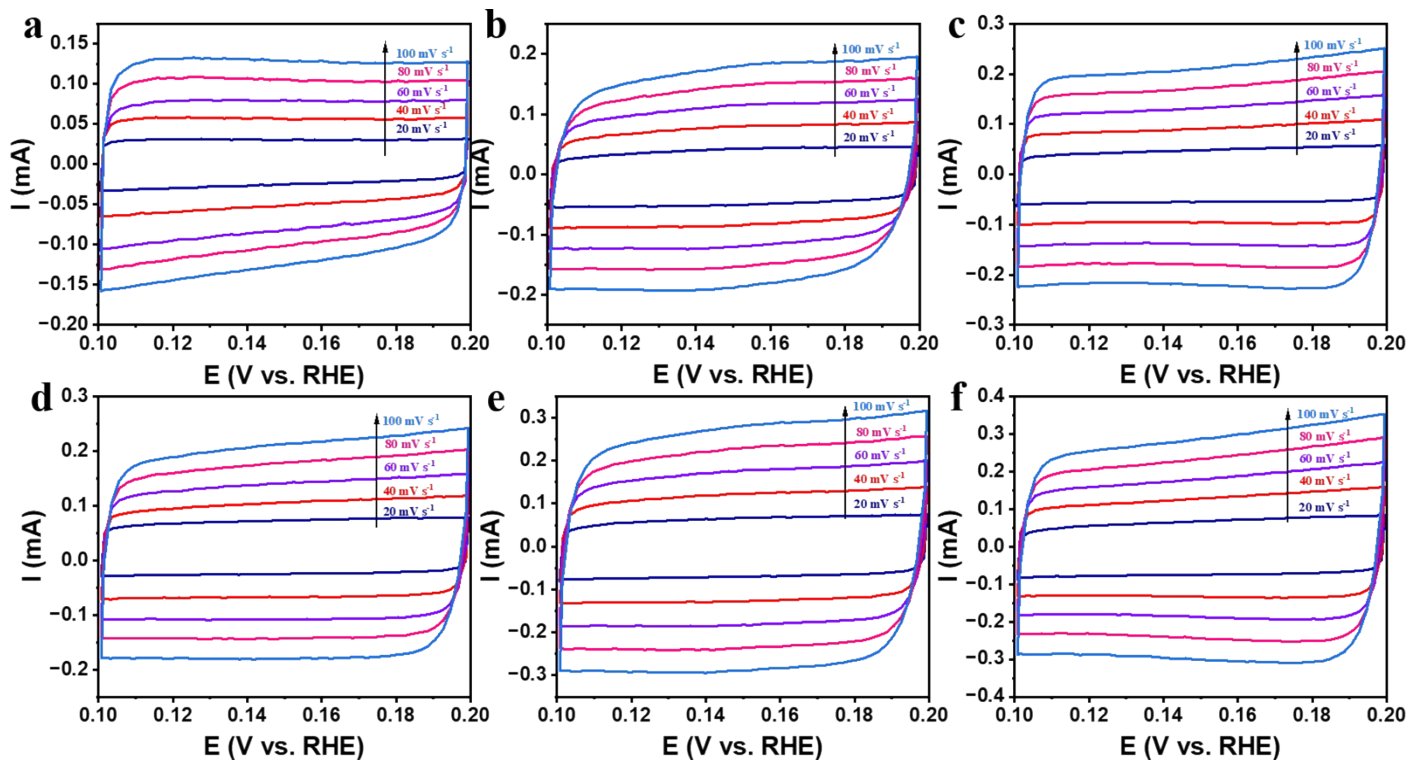 a
I (mA)
0.15
0.10
0.05
0.00
−0.05
−0.10
−0.15
−0.20
100 mV s⁻¹
80 mV s⁻¹
60 mV s⁻¹
40 mV s⁻¹
20 mV s⁻¹
0.10 0.12 0.14 0.16 0.18 0.20
E (V vs. RHE)
b
I (mA)
0.2
0.1
0.0
−0.1
−0.2
100 mV s⁻¹
80 mV s⁻¹
60 mV s⁻¹
40 mV s⁻¹
20 mV s⁻¹
0.10 0.12 0.14 0.16 0.18 0.20
E (V vs. RHE)
c
I (mA)
0.3
0.2
0.1
0.0
−0.1
−0.2
−0.3
100 mV s⁻¹
80 mV s⁻¹
60 mV s⁻¹
40 mV s⁻¹
20 mV s⁻¹
0.10 0.12 0.14 0.16 0.18 0.20
E (V vs. RHE)
d
I (mA)
0.3
0.2
0.1
0.0
−0.1
−0.2
100 mV s⁻¹
80 mV s⁻¹
60 mV s⁻¹
40 mV s⁻¹
20 mV s⁻¹
0.10 0.12 0.14 0.16 0.18 0.20
E (V vs. RHE)
e
I (mA)
0.3
0.2
0.1
0.0
−0.1
−0.2
−0.3
100 mV s⁻¹
80 mV s⁻¹
60 mV s⁻¹
40 mV s⁻¹
20 mV s⁻¹
0.10 0.12 0.14 0.16 0.18 0.20
E (V vs. RHE)
f
I (mA)
0.4
0.3
0.2
0.1
0.0
−0.1
−0.2
−0.3
−0.4
100 mV s⁻¹
80 mV s⁻¹
60 mV s⁻¹
40 mV s⁻¹
20 mV s⁻¹
0.10 0.12 0.14 0.16 0.18 0.20
E (V vs. RHE)